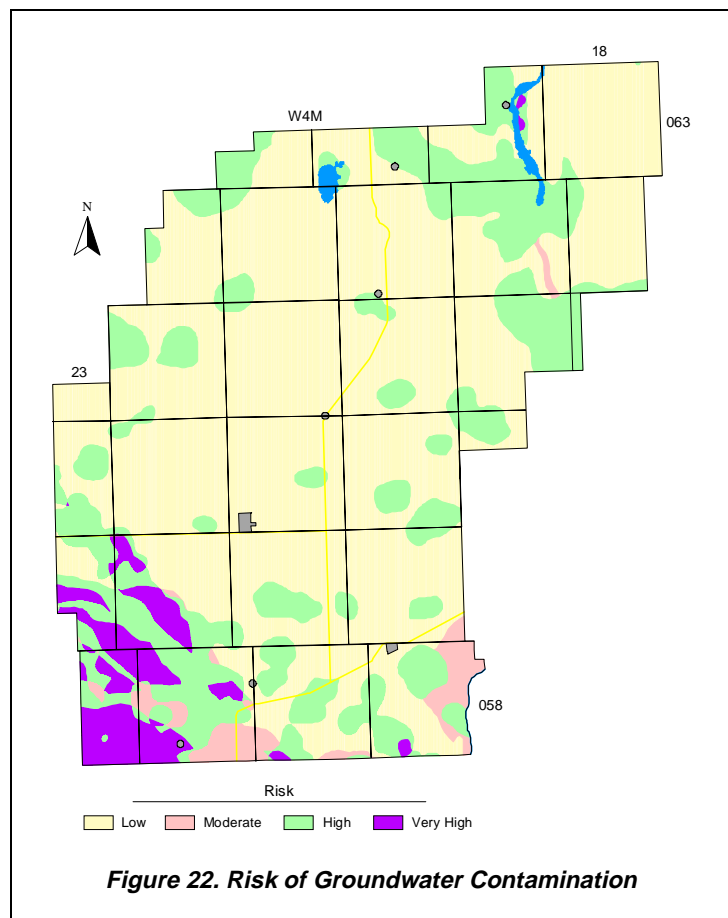 18
W4M
063
N
23
058
Risk
Low Moderate High Very High
Figure 22. Risk of Groundwater Contamination